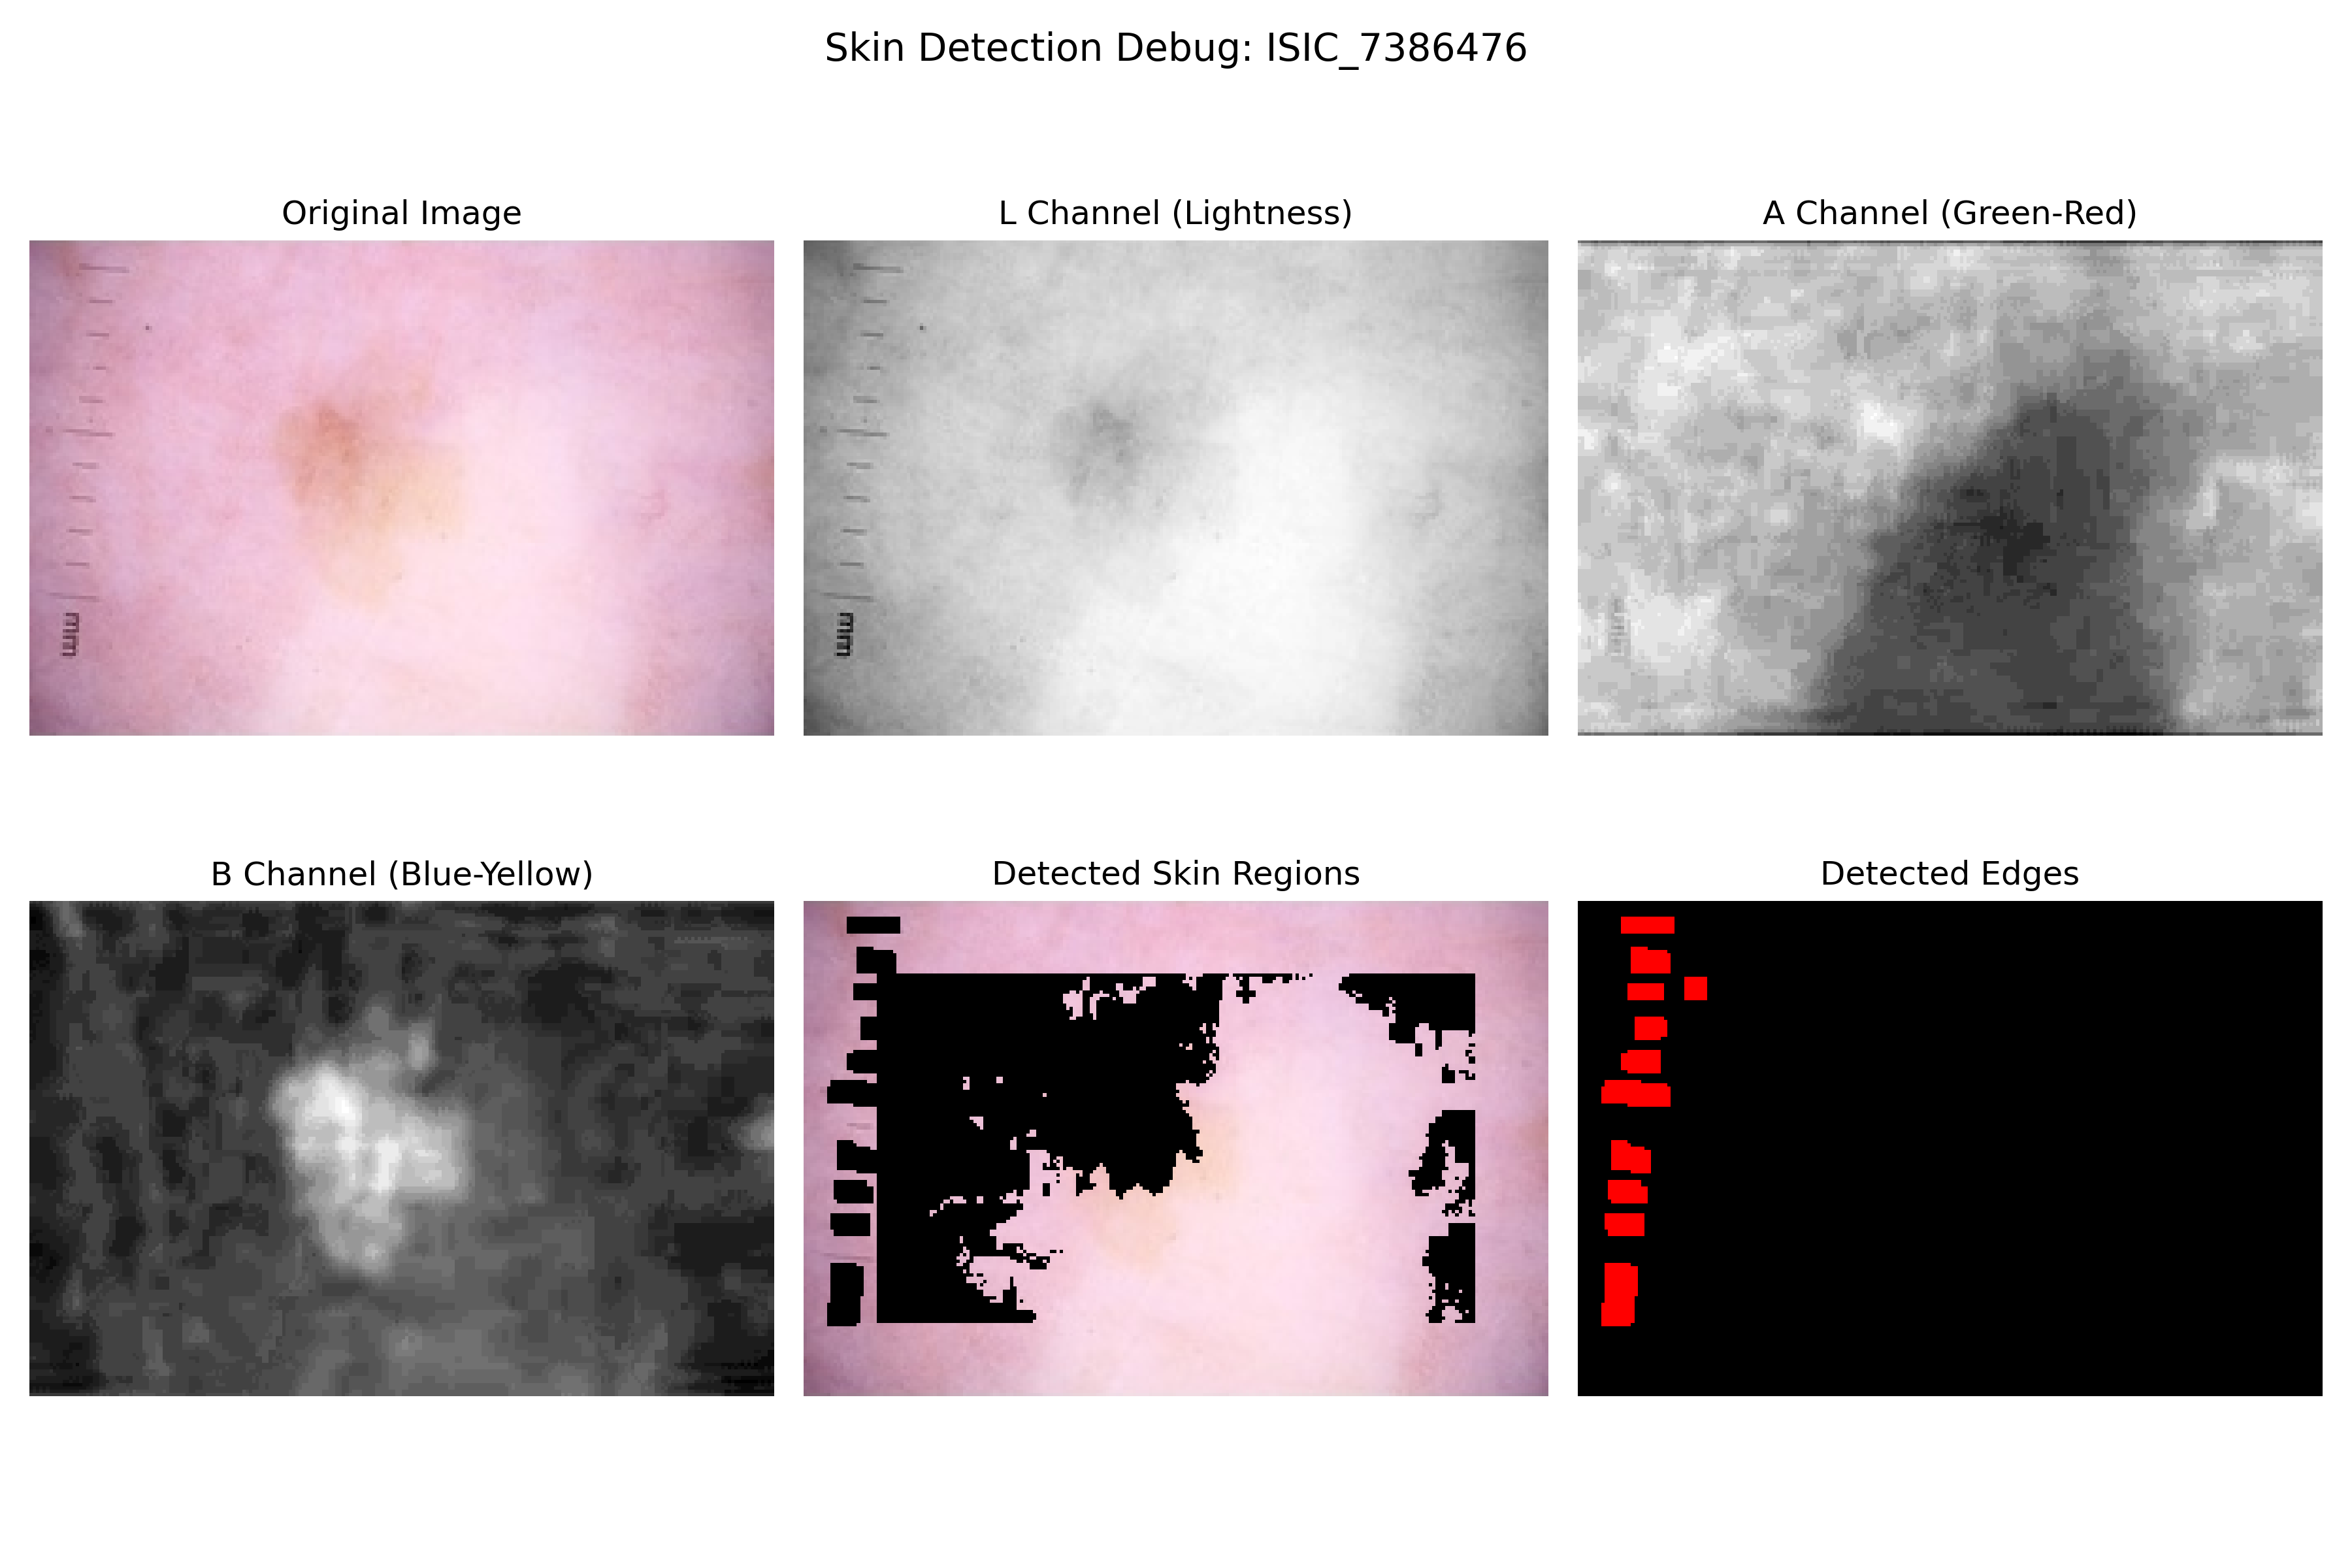 Skin Detection Debug: ISIC_7386476
Original Image
L Channel (Lightness)
A Channel (Green-Red)
mm
mm
B Channel (Blue-Yellow)
Detected Skin Regions
Detected Edges